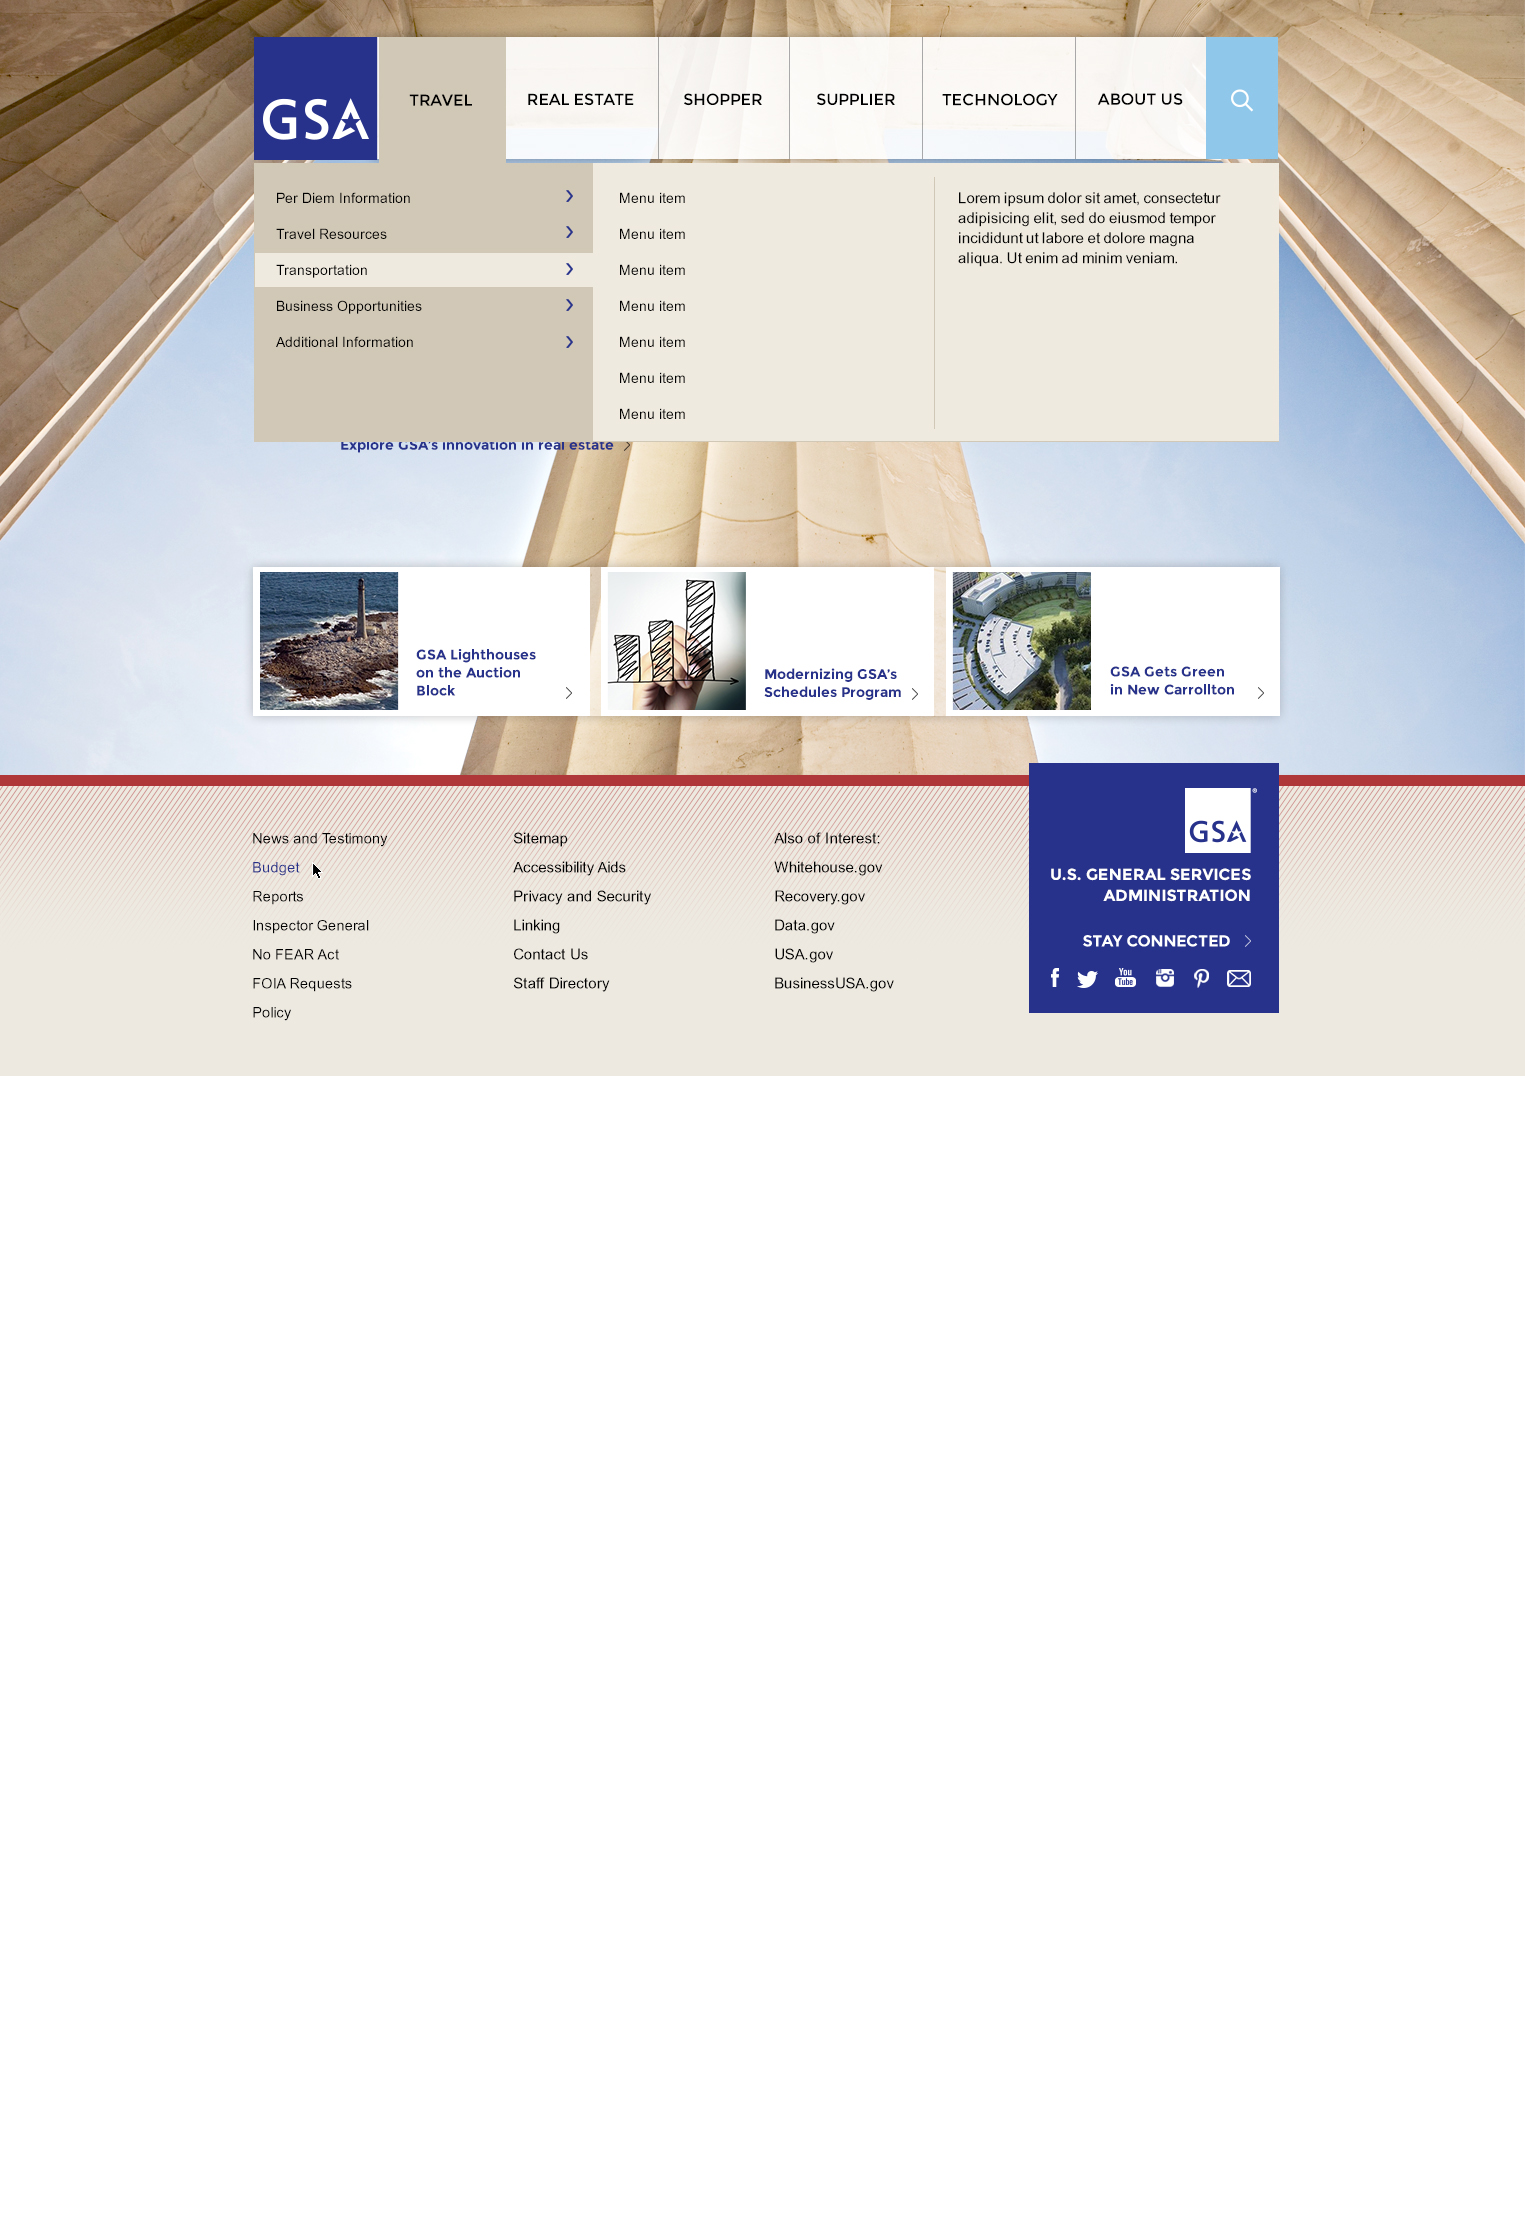 GSA
TRAVEL
REAL ESTATE
SHOPPER
SUPPLIER
TECHNOLOGY
ABOUT US
Per Diem Information
Travel Resources
Transportation
Business Opportunities
Additional Information
Menu item
Menu item
Menu item
Menu item
Menu item
Menu item
Menu item
Lorem ipsum dolor sit amet, consectetur
adipisicing elit, sed do eiusmod tempor
incididunt ut labore et dolore magna
aliqua. Ut enim ad minim veniam.
Explore GSA's innovation in real estate
GSA Lighthouses
on the Auction
Block
Modernizing GSA's
Schedules Program
GSA Gets Green
in New Carrollton
News and Testimony
Budget
Reports
Inspector General
No FEAR Act
FOIA Requests
Policy
Sitemap
Accessibility Aids
Privacy and Security
Linking
Contact Us
Staff Directory
Also of Interest:
Whitehouse.gov
Recovery.gov
Data.gov
USA.gov
BusinessUSA.gov
GSA®
U.S. GENERAL SERVICES
ADMINISTRATION
STAY CONNECTED
You
Tube